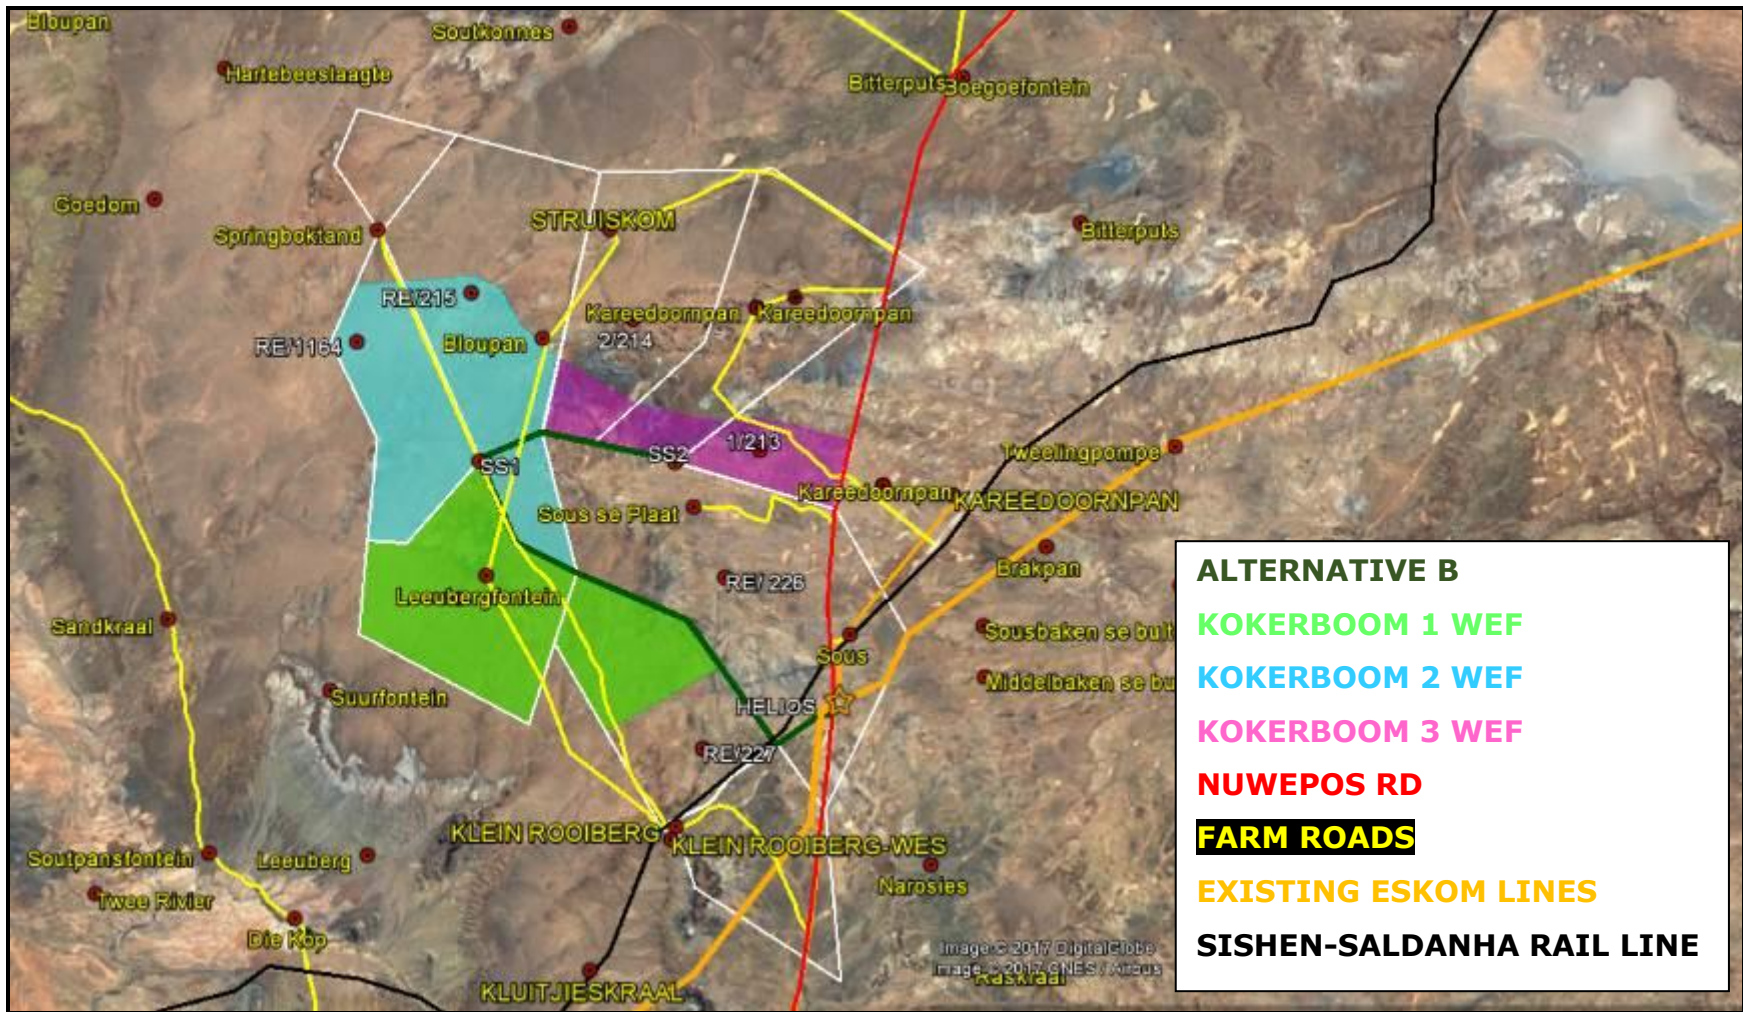 Bloupan
Soutkonnes
Hartebeeslaagte
Bitterputs
Boegoefontein
Goedom
STRUISKOM
Springboktand
Bitterputs
RE/215
Kareedoornpan
Kareedoornpan
RE/1164
Bloupan
2/214
1/213
SS2
Tweelingpompe
SS1
Kareedoornpan
KAREEDOORNPAN
Sous se Plaat
Brakpan
RE/ 226
Leeubergfontein
Sandkraal
Sousbaken se buit
Sous
Middelbaken se bu
Suurfontein
HELIOS
RE/227
KLEIN ROOIBERG
KLEIN ROOIBERG-WES
Soutpansfontein
Leeuberg
Narosies
Twee Rivier
Die Kop
Image © 2017 DigitalGlobe
Image © 2017 CNES / Airbus
Raskraal
KLUITJIESKRAAL
ALTERNATIVE B
KOKERBOOM 1 WEF
KOKERBOOM 2 WEF
KOKERBOOM 3 WEF
NUWEPOS RD
FARM ROADS
EXISTING ESKOM LINES
SISHEN-SALDANHA RAIL LINE